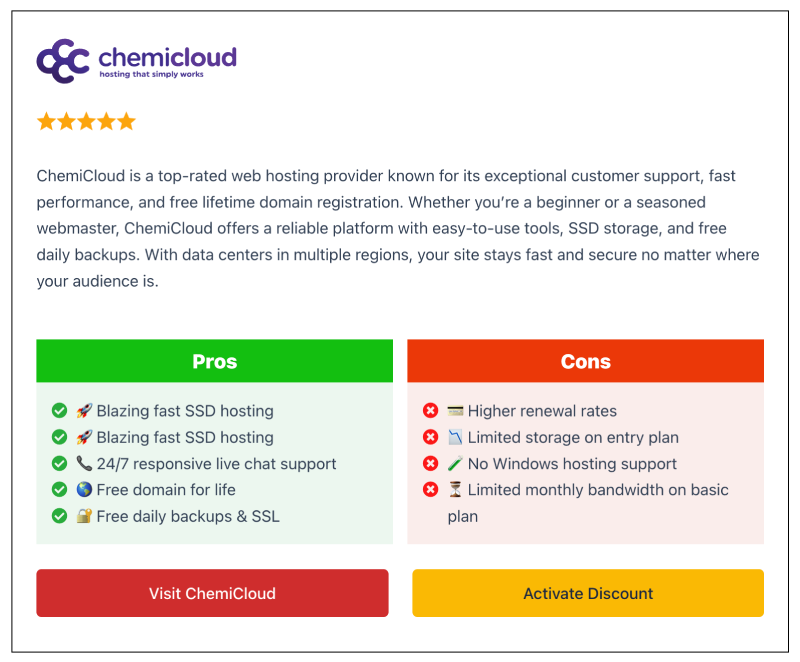 chemicloud
hosting that simply works
ChemiCloud is a top-rated web hosting provider known for its exceptional customer support, fast
performance, and free lifetime domain registration. Whether you’re a beginner or a seasoned
webmaster, ChemiCloud offers a reliable platform with easy-to-use tools, SSD storage, and free
daily backups. With data centers in multiple regions, your site stays fast and secure no matter where
your audience is.
Pros
🚀 Blazing fast SSD hosting
🚀 Blazing fast SSD hosting
📞 24/7 responsive live chat support
🌎 Free domain for life
🔐 Free daily backups & SSL
Cons
💳 Higher renewal rates
📉 Limited storage on entry plan
🧪 No Windows hosting support
⏳ Limited monthly bandwidth on basic
plan
Visit ChemiCloud
Activate Discount